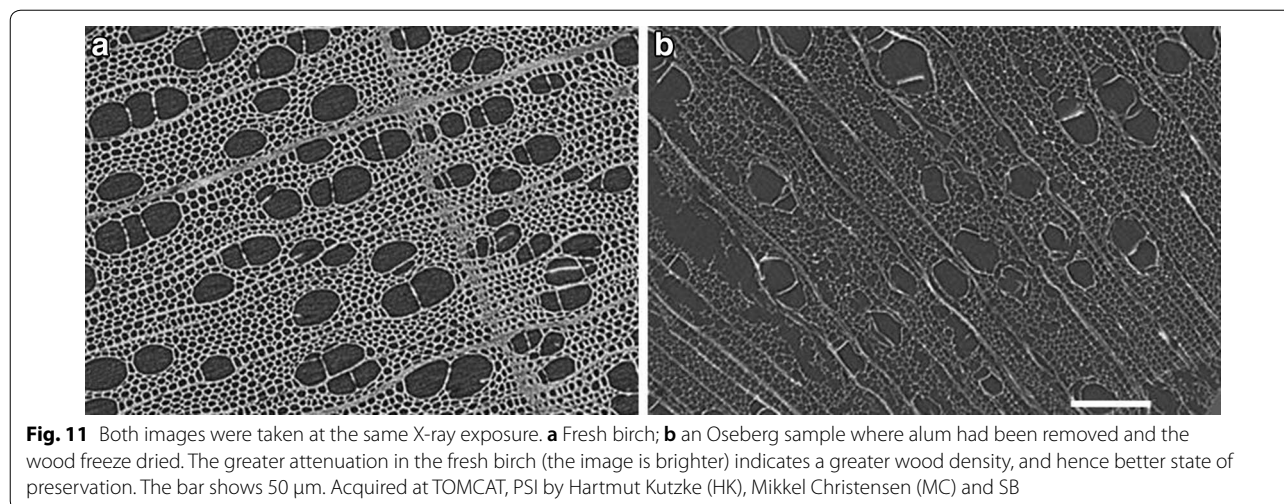 a
b
Fig. 11 Both images were taken at the same X-ray exposure. a Fresh birch; b an Oseberg sample where alum had been removed and the
wood freeze dried. The greater attenuation in the fresh birch (the image is brighter) indicates a greater wood density, and hence better state of
preservation. The bar shows 50 µm. Acquired at TOMCAT, PSI by Hartmut Kutzke (HK), Mikkel Christensen (MC) and SB